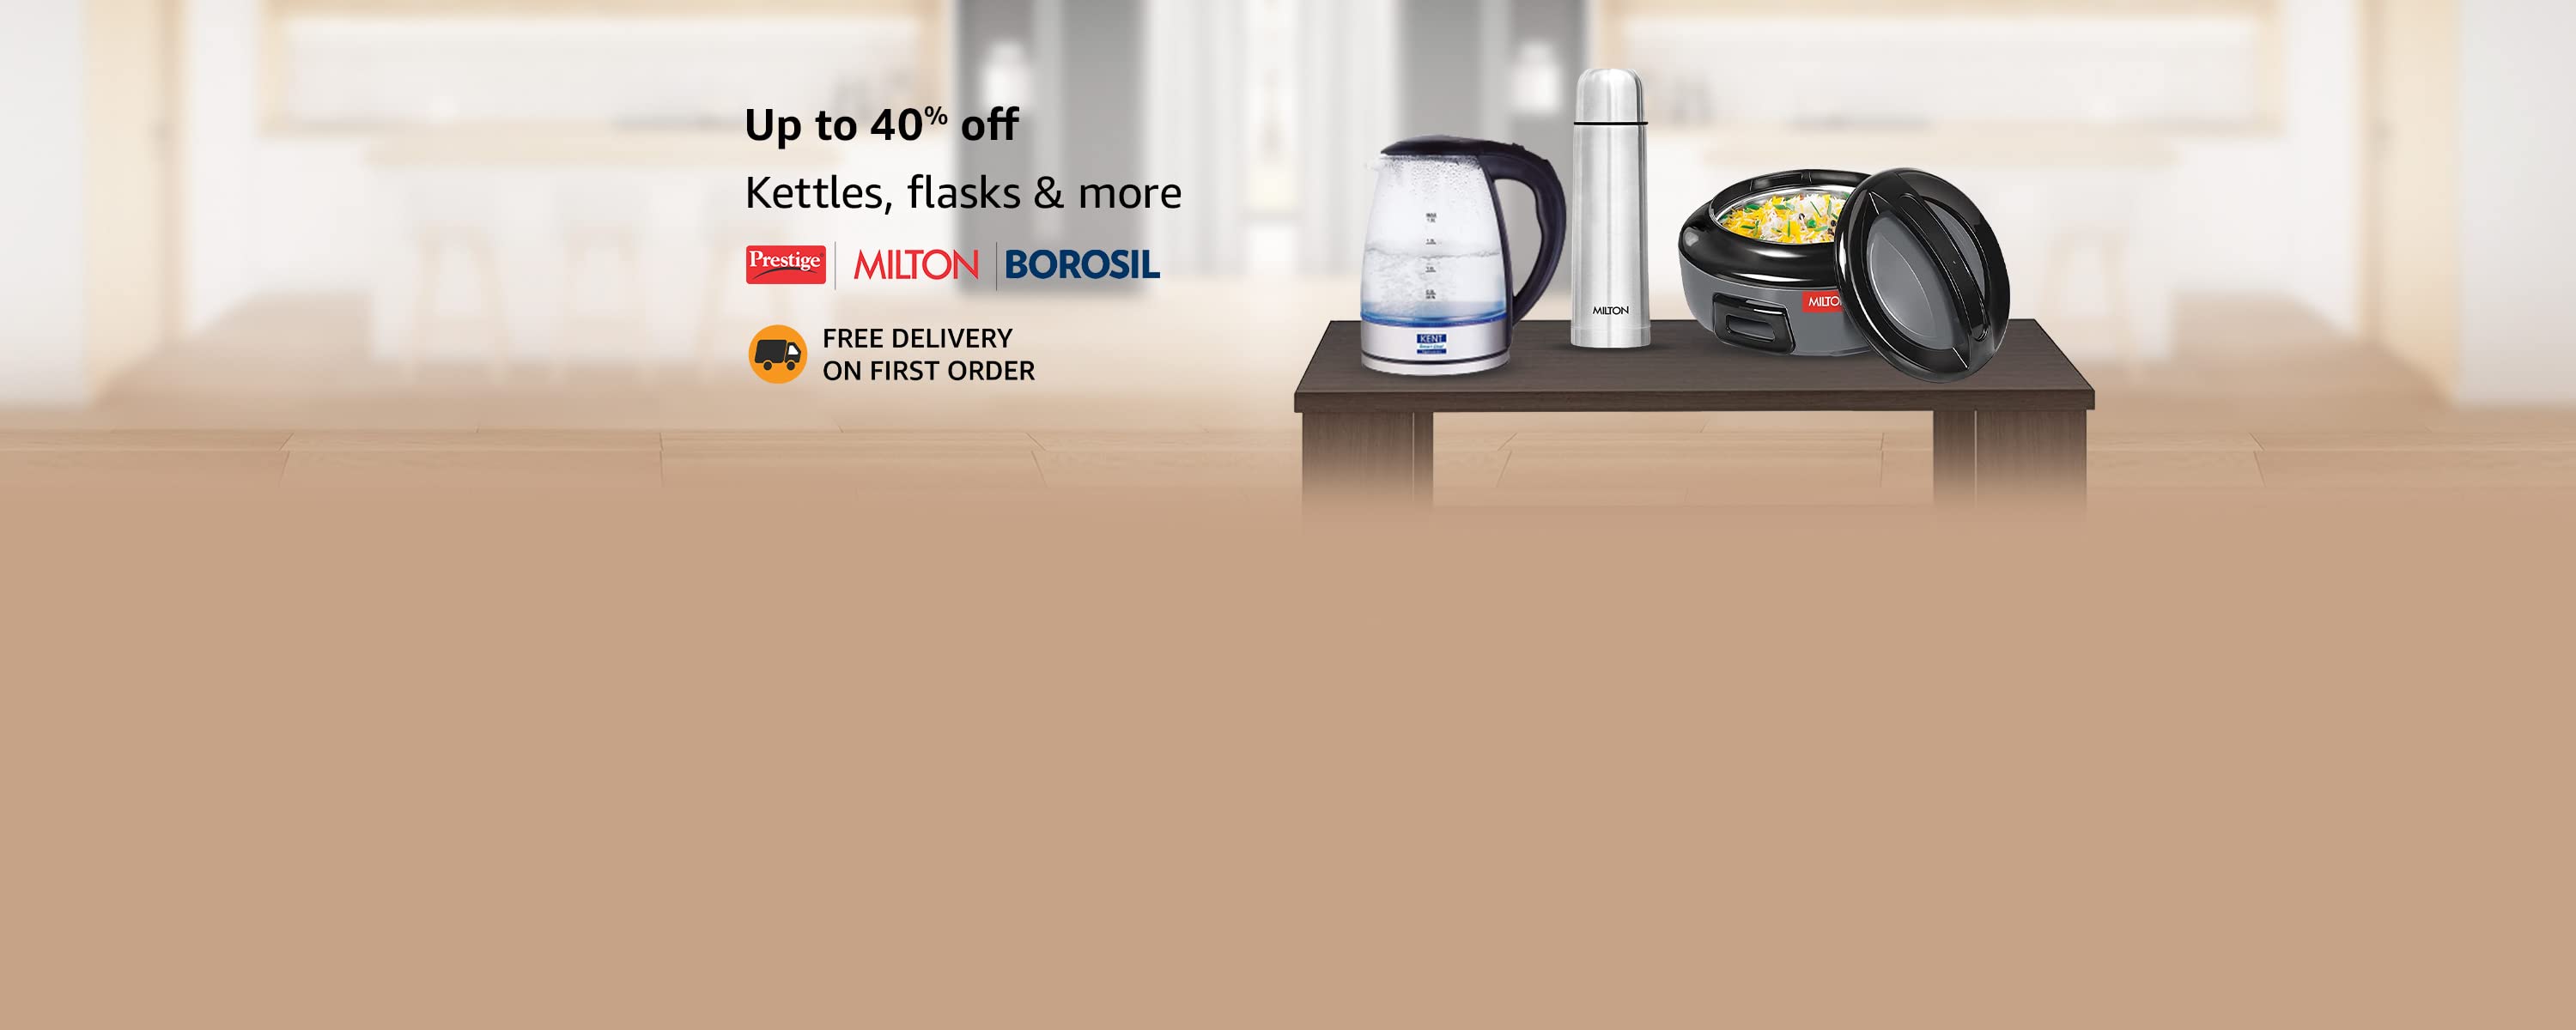 Up to 40% off
Kettles, flasks & more
Prestige | MILTON | BOROSIL
FREE DELIVERY
ON FIRST ORDER
KENT
MILTON
MILTO